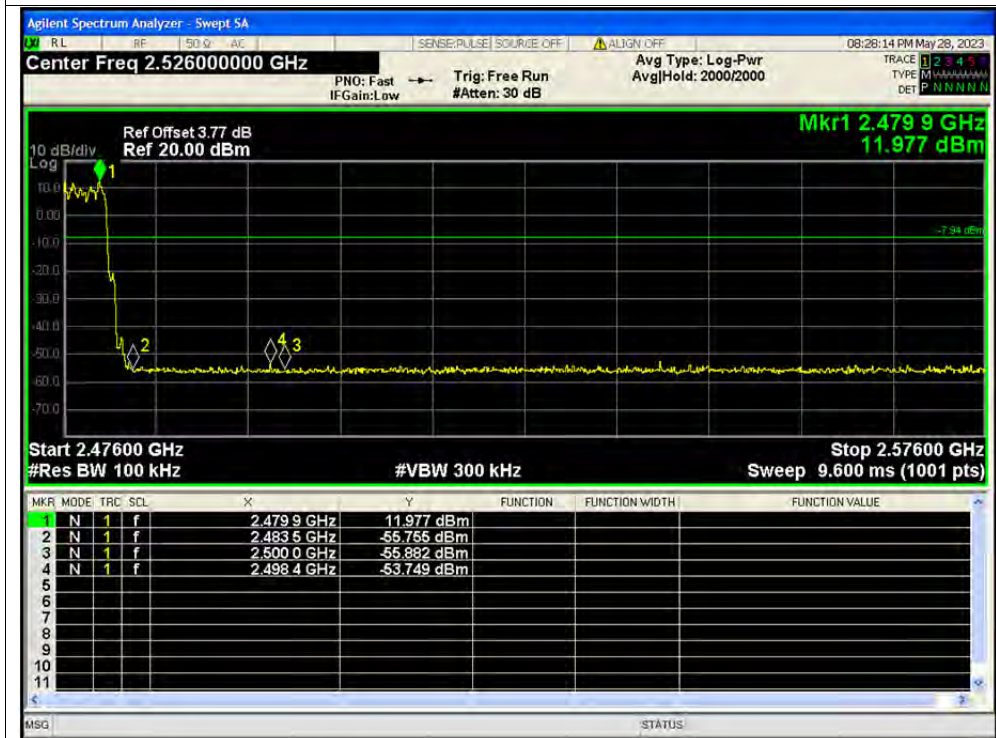 Agilent Spectrum Analyzer - Swept SA
RL RF 50 Ω AC SENSE:PULSE SOURCE OFF ALIGN OFF 08:28:14 PM May 28, 2023
Center Freq 2.526000000 GHz
PNO: Fast
IFGain:Low
Trig: Free Run
#Atten: 30 dB
Avg Type: Log-Pwr
Avg|Hold: 2000/2000
TRACE 1 2 3 4 5
TYPE M
DET P N N N N N
Mkr1 2.479 9 GHz
11.977 dBm
Ref Offset 3.77 dB
10 dB/div Ref 20.00 dBm
Log
1
10.0
0.00
-7.94 dBm
-10.0
-20.0
-30.0
-40.0
2 4 3
-50.0
-60.0
-70.0
Start 2.47600 GHz Stop 2.57600 GHz
#Res BW 100 kHz #VBW 300 kHz Sweep 9.600 ms (1001 pts)
MKR MODE TRC SCL X Y FUNCTION FUNCTION WIDTH FUNCTION VALUE
1 N 1 f 2.479 9 GHz 11.977 dBm
2 N 1 f 2.483 5 GHz -55.755 dBm
3 N 1 f 2.500 0 GHz -55.882 dBm
4 N 1 f 2.498 4 GHz -53.749 dBm
5
6
7
8
9
10
11
MSG STATUS